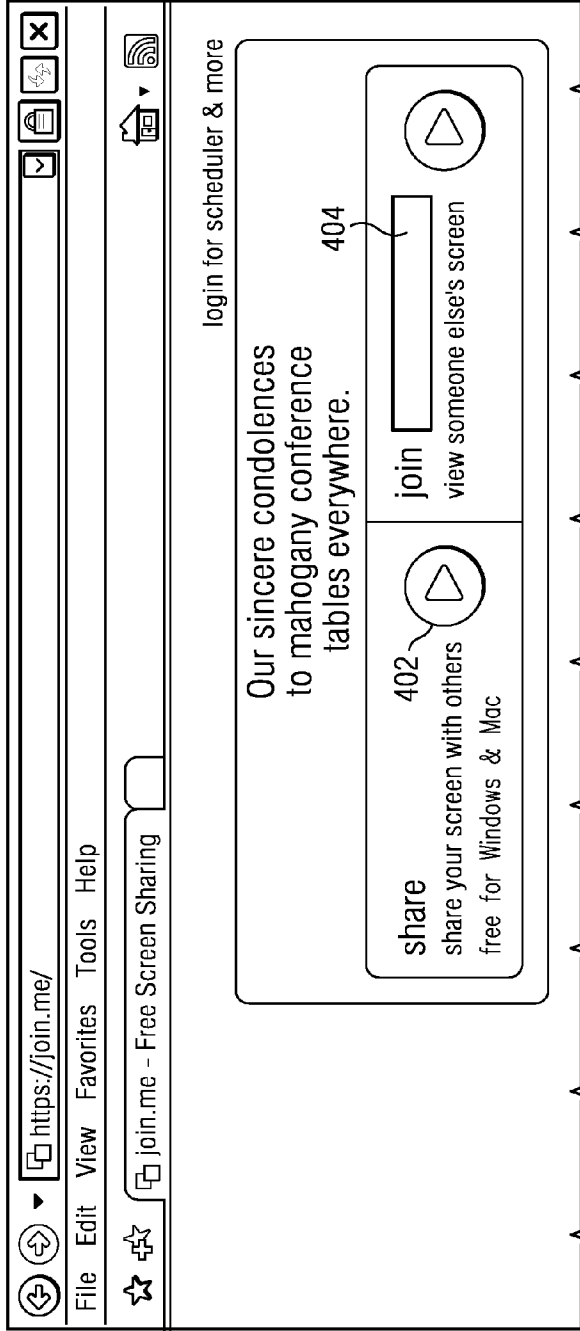 https://join.me/
File Edit View Favorites Tools Help
join.me - Free Screen Sharing
login for scheduler & more
Our sincere condolences
to mahogany conference
tables everywhere.
share
402
share your screen with others
free for Windows & Mac
join
404
view someone else's screen